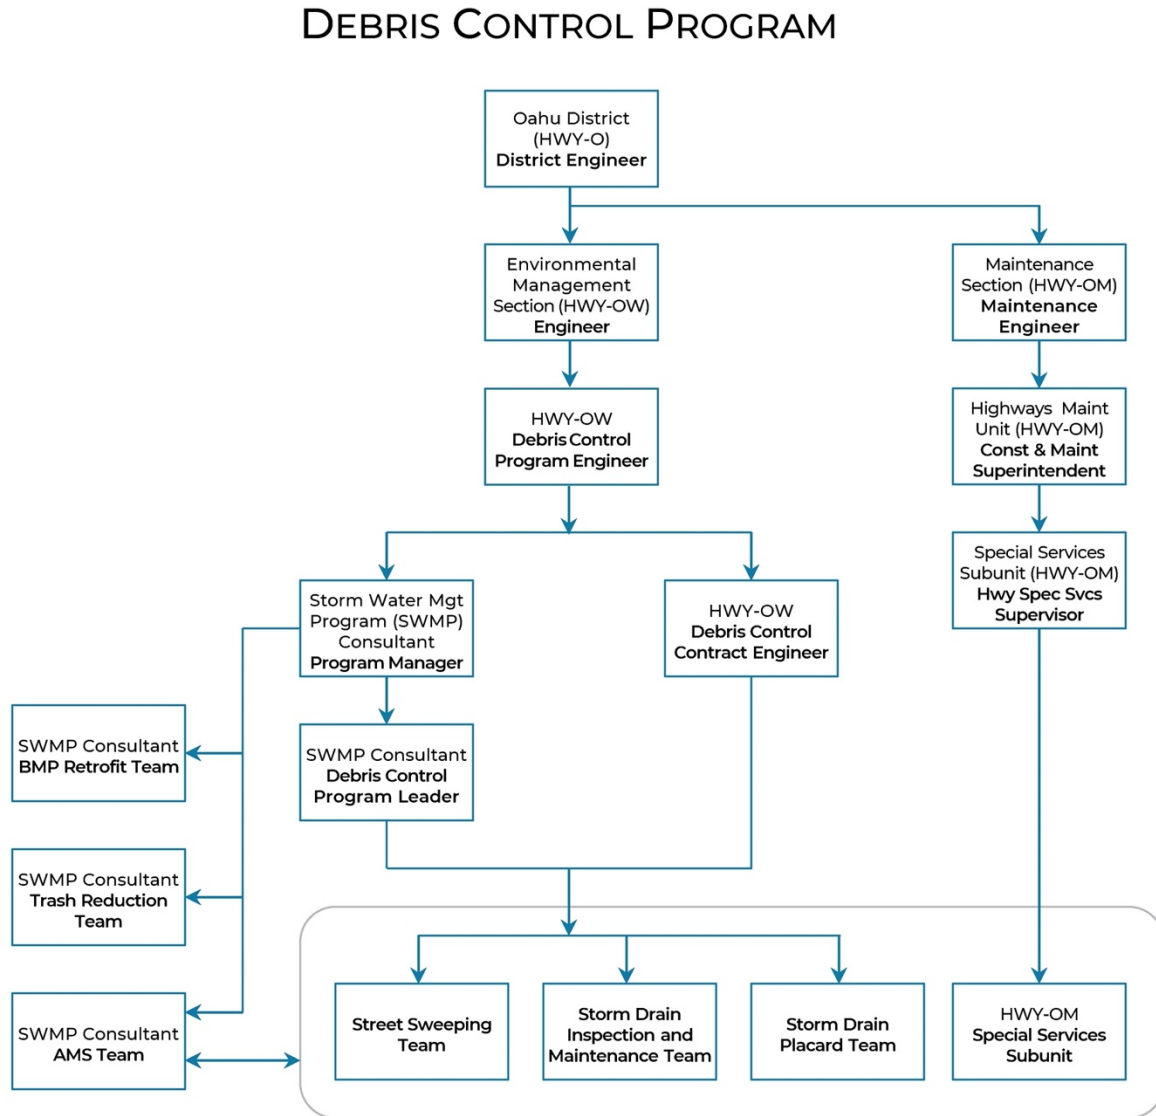 DEBRIS CONTROL PROGRAM
Oahu District
(HWY-O)
District Engineer
Environmental
Management
Section (HWY-OW)
Engineer
Maintenance
Section (HWY-OM)
Maintenance
Engineer
HWY-OW
Debris Control
Program Engineer
Highways Maint
Unit (HWY-OM)
Const & Maint
Superintendent
Storm Water Mgt
Program (SWMP)
Consultant
Program Manager
HWY-OW
Debris Control
Contract Engineer
Special Services
Subunit (HWY-OM)
Hwy Spec Svcs
Supervisor
SWMP Consultant
BMP Retrofit Team
SWMP Consultant
Debris Control
Program Leader
SWMP Consultant
Trash Reduction
Team
SWMP Consultant
AMS Team
Street Sweeping
Team
Storm Drain
Inspection and
Maintenance Team
Storm Drain
Placard Team
HWY-OM
Special Services
Subunit